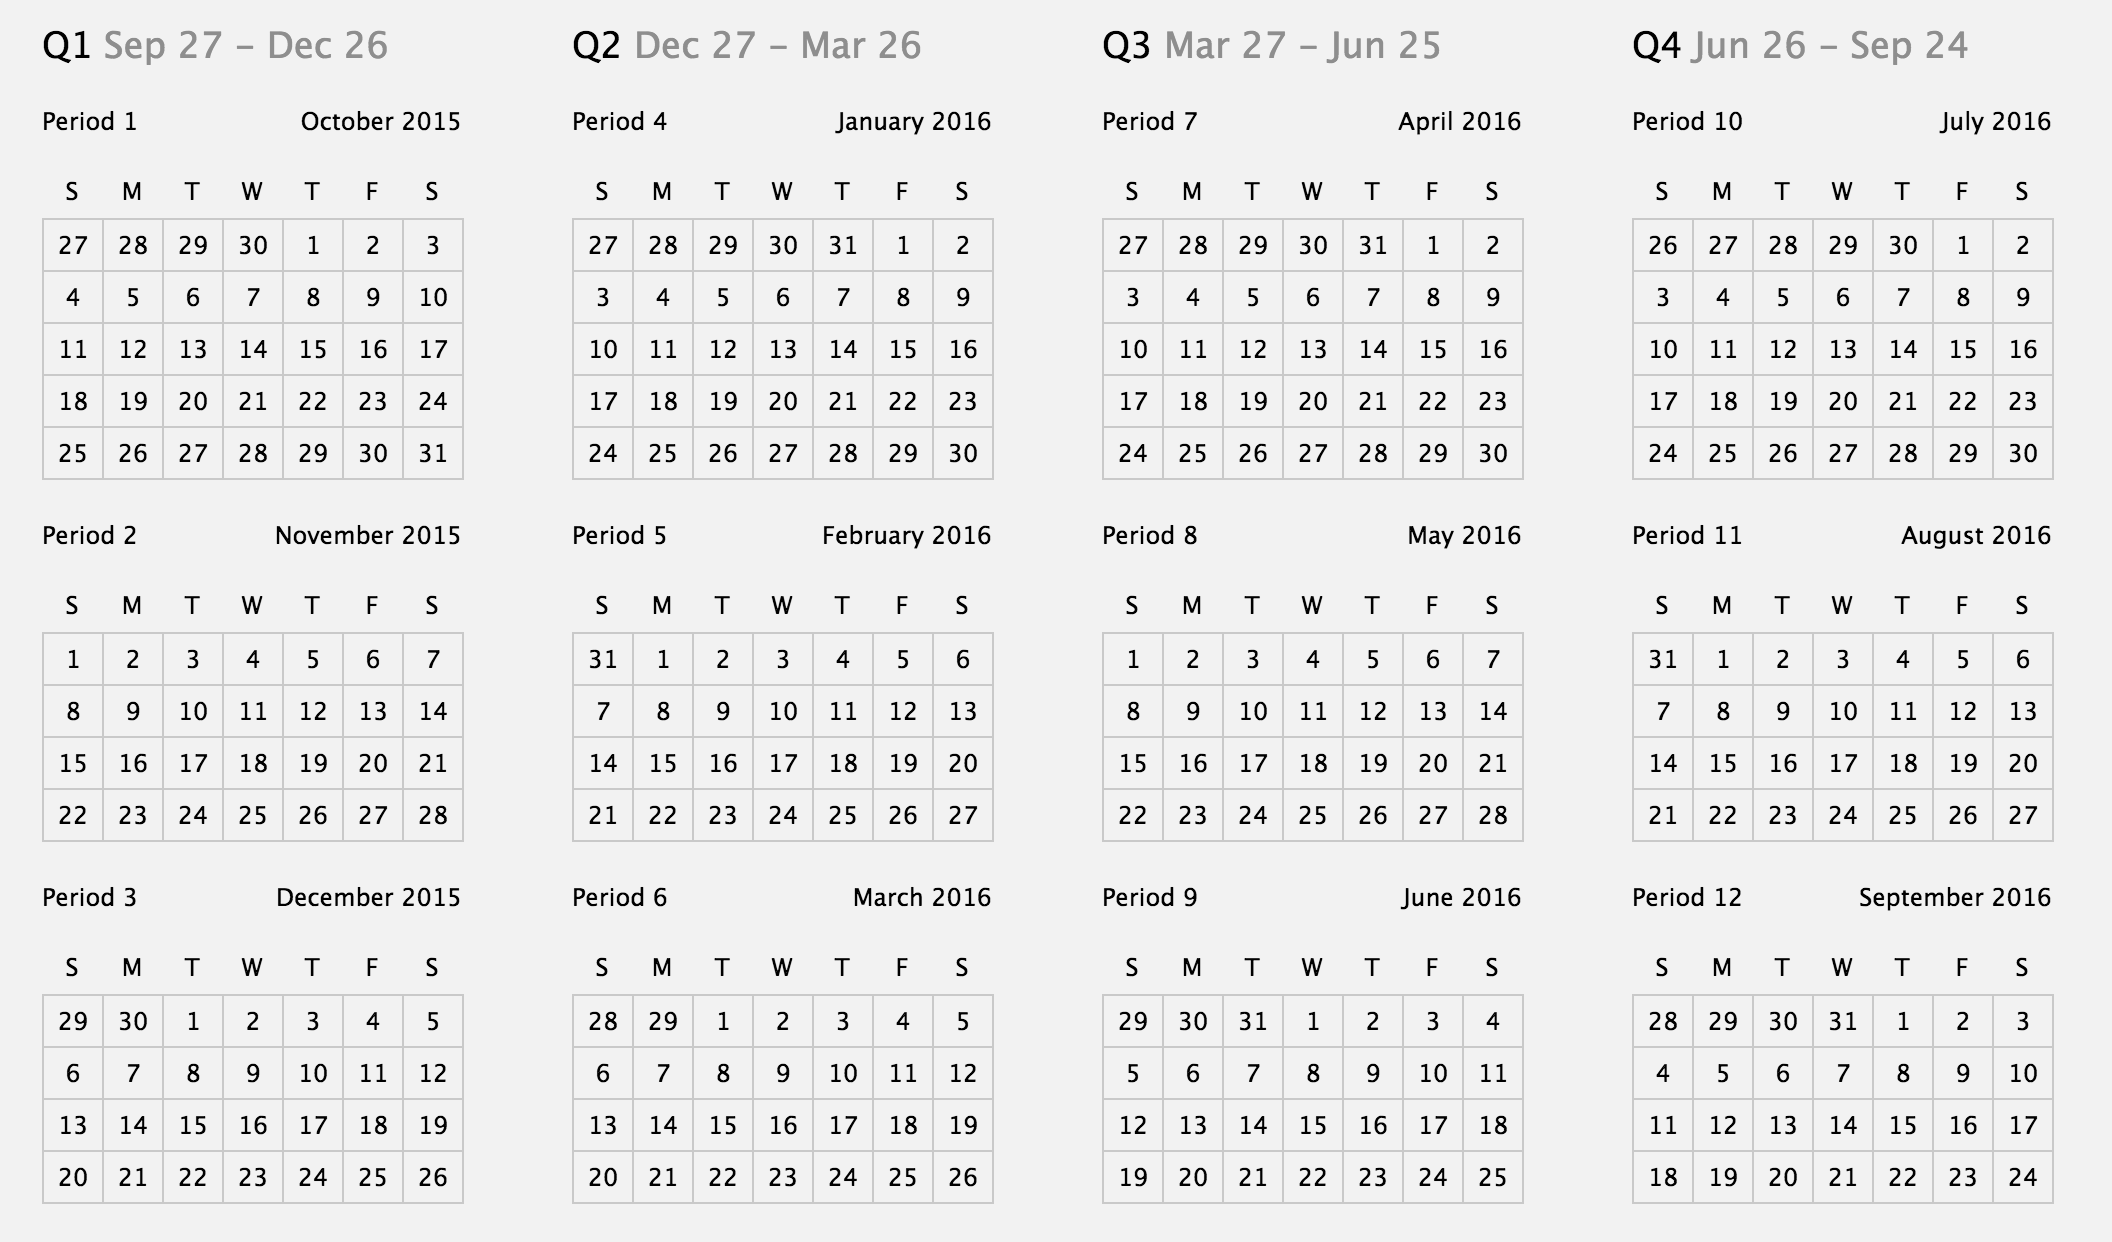 Q1 Sep 27 – Dec 26
Period 1 October 2015
S M T W T F S
27 28 29 30 1 2 3
4 5 6 7 8 9 10
11 12 13 14 15 16 17
18 19 20 21 22 23 24
25 26 27 28 29 30 31
Period 2 November 2015
S M T W T F S
1 2 3 4 5 6 7
8 9 10 11 12 13 14
15 16 17 18 19 20 21
22 23 24 25 26 27 28
Period 3 December 2015
S M T W T F S
29 30 1 2 3 4 5
6 7 8 9 10 11 12
13 14 15 16 17 18 19
20 21 22 23 24 25 26
Q2 Dec 27 – Mar 26
Period 4 January 2016
S M T W T F S
27 28 29 30 31 1 2
3 4 5 6 7 8 9
10 11 12 13 14 15 16
17 18 19 20 21 22 23
24 25 26 27 28 29 30
Period 5 February 2016
S M T W T F S
31 1 2 3 4 5 6
7 8 9 10 11 12 13
14 15 16 17 18 19 20
21 22 23 24 25 26 27
Period 6 March 2016
S M T W T F S
28 29 1 2 3 4 5
6 7 8 9 10 11 12
13 14 15 16 17 18 19
20 21 22 23 24 25 26
Q3 Mar 27 – Jun 25
Period 7 April 2016
S M T W T F S
27 28 29 30 31 1 2
3 4 5 6 7 8 9
10 11 12 13 14 15 16
17 18 19 20 21 22 23
24 25 26 27 28 29 30
Period 8 May 2016
S M T W T F S
1 2 3 4 5 6 7
8 9 10 11 12 13 14
15 16 17 18 19 20 21
22 23 24 25 26 27 28
Period 9 June 2016
S M T W T F S
29 30 31 1 2 3 4
5 6 7 8 9 10 11
12 13 14 15 16 17 18
19 20 21 22 23 24 25
Q4 Jun 26 – Sep 24
Period 10 July 2016
S M T W T F S
26 27 28 29 30 1 2
3 4 5 6 7 8 9
10 11 12 13 14 15 16
17 18 19 20 21 22 23
24 25 26 27 28 29 30
Period 11 August 2016
S M T W T F S
31 1 2 3 4 5 6
7 8 9 10 11 12 13
14 15 16 17 18 19 20
21 22 23 24 25 26 27
Period 12 September 2016
S M T W T F S
28 29 30 31 1 2 3
4 5 6 7 8 9 10
11 12 13 14 15 16 17
18 19 20 21 22 23 24